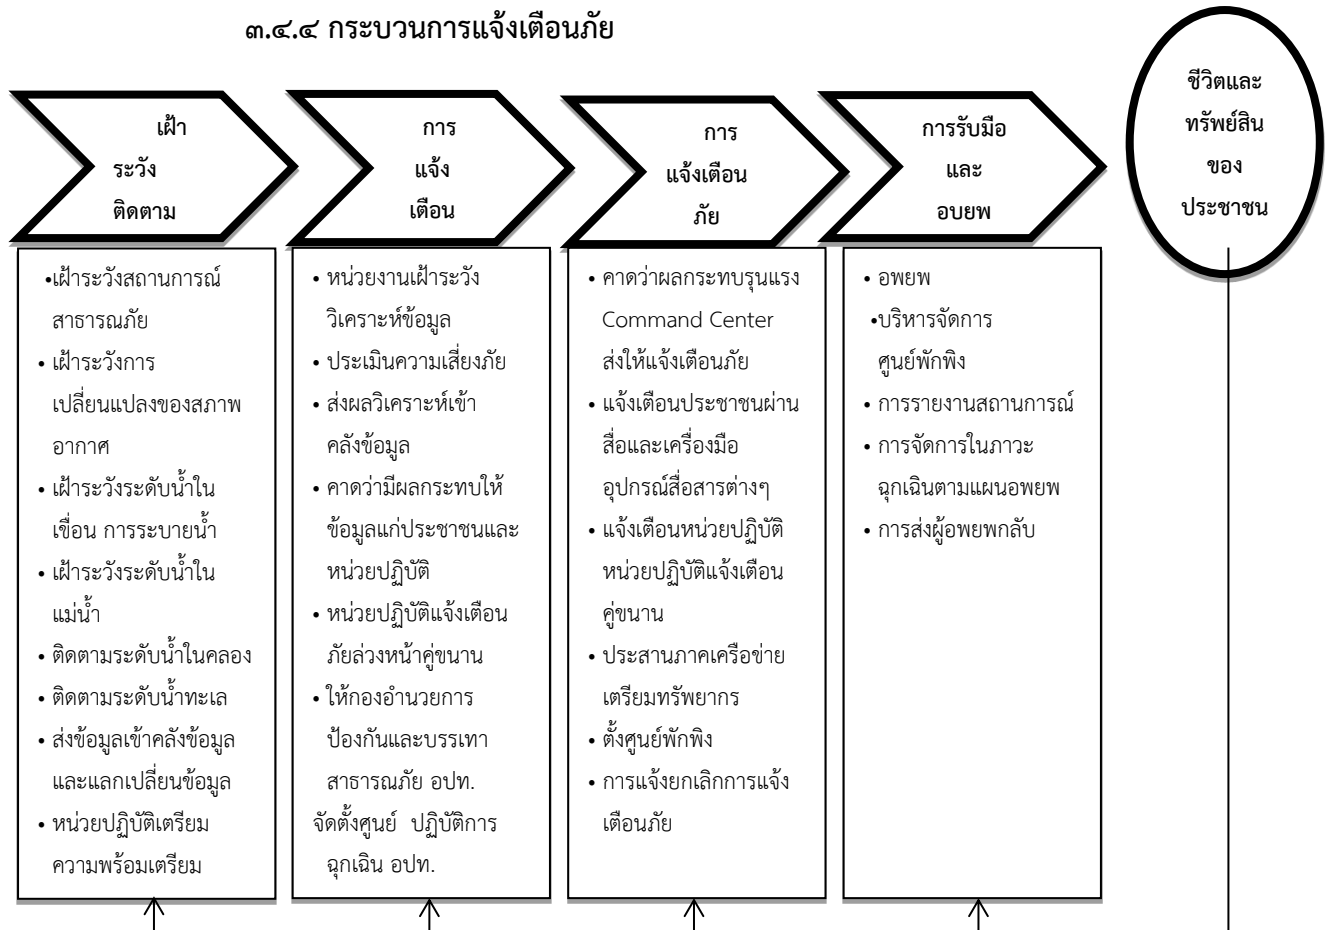 ๓.๔.๔ กระบวนการแจ้งเตือนภัย
เฝ้า
ระวัง
ติดตาม
การ
แจ้ง
เตือน
การ
แจ้งเตือน
ภัย
การรับมือ
และ
อบยพ
ชีวิตและ
ทรัพย์สิน
ของ
ประชาชน
•เฝ้าระวังสถานการณ์
สาธารณภัย
• เฝ้าระวังการ
เปลี่ยนแปลงของสภาพ
อากาศ
• เฝ้าระวังระดับน้ำใน
เขื่อน การระบายน้ำ
• เฝ้าระวังระดับน้ำใน
แม่น้ำ
• ติดตามระดับน้ำในคลอง
• ติดตามระดับน้ำทะเล
• ส่งข้อมูลเข้าคลังข้อมูล
และแลกเปลี่ยนข้อมูล
• หน่วยปฏิบัติเตรียม
ความพร้อมเตรียม
• หน่วยงานเฝ้าระวัง
วิเคราะห์ข้อมูล
• ประเมินความเสี่ยงภัย
• ส่งผลวิเคราะห์เข้า
คลังข้อมูล
• คาดว่ามีผลกระทบให้
ข้อมูลแก่ประชาชนและ
หน่วยปฏิบัติ
• หน่วยปฏิบัติแจ้งเตือน
ภัยล่วงหน้าคู่ขนาน
• ให้กองอำนวยการ
ป้องกันและบรรเทา
สาธารณภัย อปท.
จัดตั้งศูนย์ ปฏิบัติการ
ฉุกเฉิน อปท.
• คาดว่าผลกระทบรุนแรง
Command Center
ส่งให้แจ้งเตือนภัย
• แจ้งเตือนประชาชนผ่าน
สื่อและเครื่องมือ
อุปกรณ์สื่อสารต่างๆ
• แจ้งเตือนหน่วยปฏิบัติ
หน่วยปฏิบัติแจ้งเตือน
คู่ขนาน
• ประสานภาคเครือข่าย
เตรียมทรัพยากร
• ตั้งศูนย์พักพิง
• การแจ้งยกเลิกการแจ้ง
เตือนภัย
• อพยพ
•บริหารจัดการ
ศูนย์พักพิง
• การรายงานสถานการณ์
• การจัดการในภาวะ
ฉุกเฉินตามแผนอพยพ
• การส่งผู้อพยพกลับ